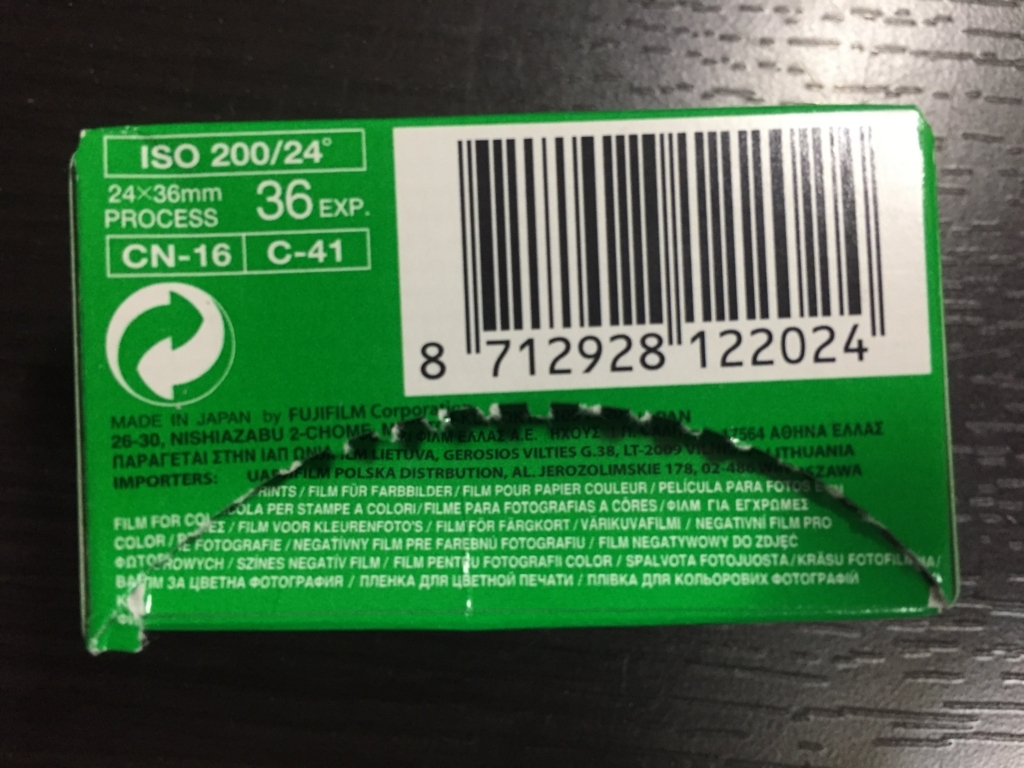 ISO 200/24°
24×36mm
PROCESS
36 EXP.
CN-16 C-41
8 712928 122024
MADE IN JAPAN by FUJIFILM Corporation
26-30, NISHIAZABU 2-CHOME, ΕΛΛΑΣ Α.Ε. 17564 ΑΘΗΝΑ ΕΛΛΑΣ
ΠΑΡΑΓΕΤΑΙ ΣΤΗΝ LIETUVA, GEROSIOS VILTIES G.38, LT-2009 LITHUANIA
IMPORTERS: POLSKA DISTRBUTION, AL. JEROZOLIMSKIE 178,
PRINTS / FILM FÜR FARBBILDER / FILM POUR PAPIER COULEUR / PELÍCULA PARA FOTOS
PER STAMPE A COLORI / FILME PARA FOTOGRAFIAS A CÔRES / ΦΙΛΜ ΓΙΑ ΕΓΧΡΩΜΕΣ
FILM FOR / FILM VOOR KLEURENFOTO'S / FILM FÖR FÄRGKORT / VÄRIKUVAFILMI / NEGATIVNÍ FILM PRO
COLOR / FOTOGRAFIE / NEGATÍVNY FILM PRE FAREBNÚ FOTOGRAFIU / FILM NEGATYWOWY DO ZDJĘĆ
/ SZÍNES NEGATÍV FILM / FILM PENTRU FOTOGRAFII COLOR / SPALVOTA FOTOJUOSTA / KRĀSU
ЗА ЦВЕТНА ФОТОГРАФИЯ / ПЛЕНКА ДЛЯ ЦВЕТНОЙ ПЕЧАТИ / ПЛІВКА ДЛЯ КОЛЬОРОВИХ ФОТОГРАФІЙ